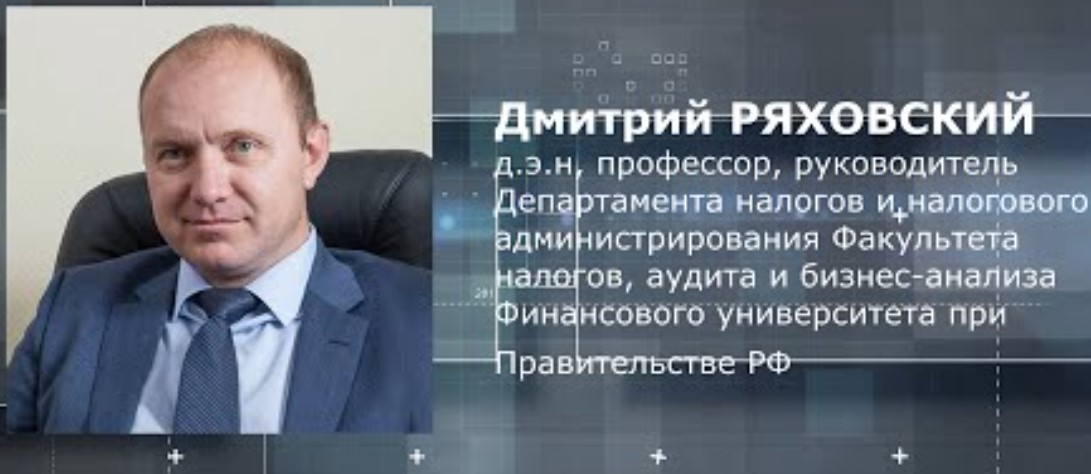 Дмитрий РЯХОВСКИЙ
д.э.н, профессор, руководитель
Департамента налогов и налогового
администрирования Факультета
налогов, аудита и бизнес-анализа
Финансового университета при
Правительстве РФ